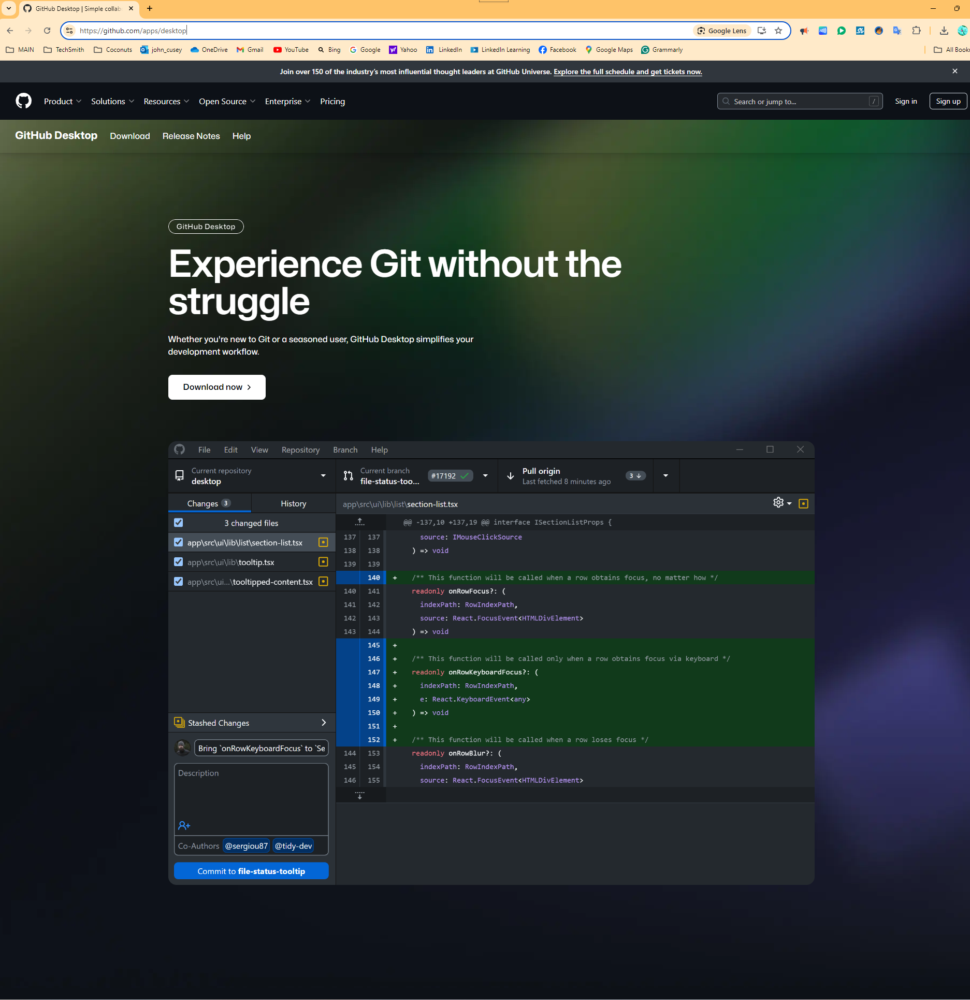 GitHub Desktop | Simple collab
https://github.com/apps/desktop
Google Lens
MAIN
TechSmith
Coconuts
john_cusey
OneDrive
Gmail
YouTube
Bing
Google
Yahoo
LinkedIn
LinkedIn Learning
Facebook
Google Maps
Grammarly
All Book
Join over 150 of the industry's most influential thought leaders at GitHub Universe. Explore the full schedule and get tickets now.
Product
Solutions
Resources
Open Source
Enterprise
Pricing
Search or jump to...
/
Sign in
Sign up
GitHub Desktop
Download
Release Notes
Help
GitHub Desktop
Experience Git without the
struggle
Whether you're new to Git or a seasoned user, GitHub Desktop simplifies your
development workflow.
Download now
File
Edit
View
Repository
Branch
Help
Current repository
desktop
Current branch
file-status-too...
#17192
Pull origin
Last fetched 8 minutes ago
3
Changes 3
History
3 changed files
app\src\ui\lib\list\section-list.tsx
app\src\ui\lib\tooltip.tsx
app\src\ui...\tooltipped-content.tsx
Stashed Changes
Bring `onRowKeyboardFocus` to `Se
Description
Co-Authors @sergiou87 @tidy-dev
Commit to file-status-tooltip
app\src\ui\lib\list\section-list.tsx
@@ -137,10 +137,19 @@ interface ISectionListProps {
137 137 source: IMouseClickSource
138 138 ) => void
139 139
140 + /** This function will be called when a row obtains focus, no matter how */
140 141 readonly onRowFocus?: (
141 142 indexPath: RowIndexPath,
142 143 source: React.FocusEvent<HTMLDivElement>
143 144 ) => void
145 +
146 + /** This function will be called only when a row obtains focus via keyboard */
147 + readonly onRowKeyboardFocus?: (
148 + indexPath: RowIndexPath,
149 + e: React.KeyboardEvent<any>
150 + ) => void
151 +
152 + /** This function will be called when a row loses focus */
144 153 readonly onRowBlur?: (
145 154 indexPath: RowIndexPath,
146 155 source: React.FocusEvent<HTMLDivElement>